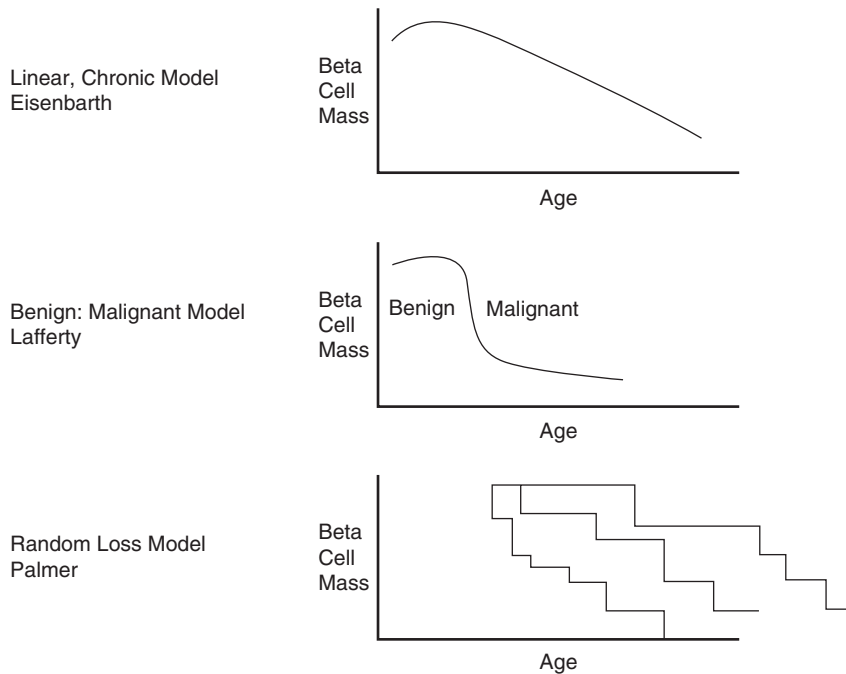 Linear, Chronic Model
Eisenbarth
Beta
Cell
Mass
Age
Benign: Malignant Model
Lafferty
Beta
Cell
Mass
Benign
Malignant
Age
Random Loss Model
Palmer
Beta
Cell
Mass
Age